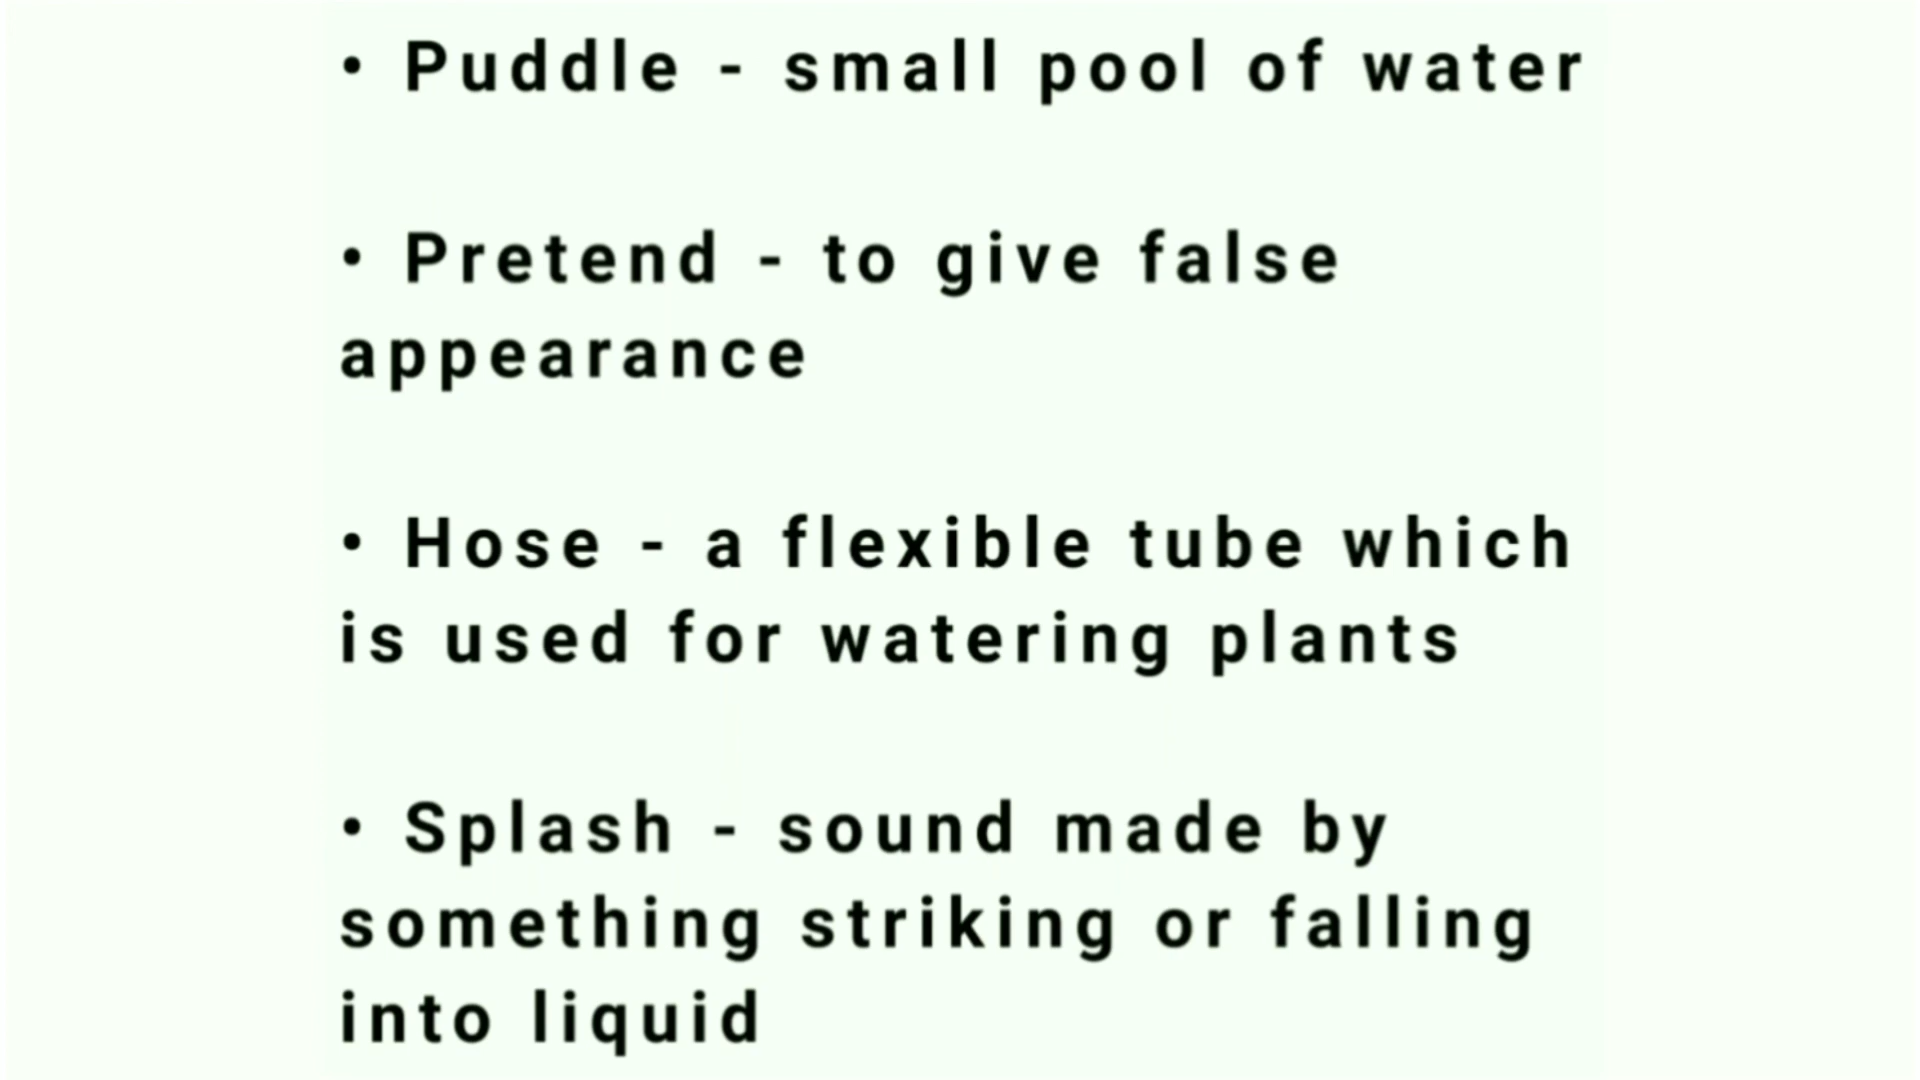 • Puddle - small pool of water
• Pretend - to give false
appearance
• Hose - a flexible tube which
is used for watering plants
• Splash - sound made by
something striking or falling
into liquid